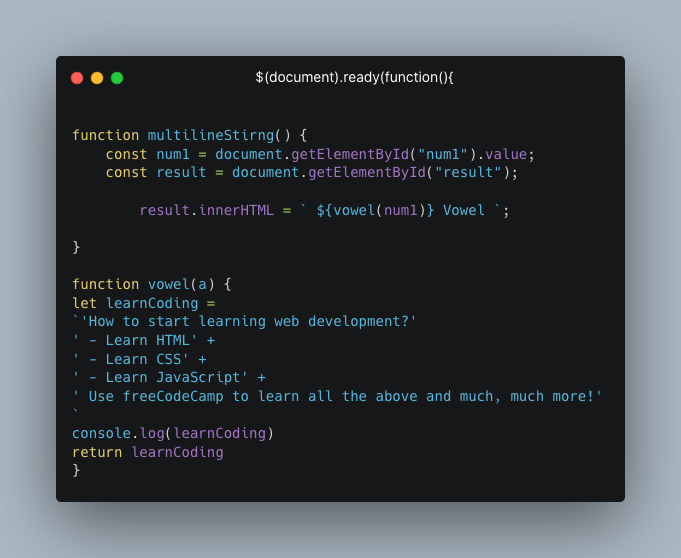 $(document).ready(function(){
function multilineStirng() {
    const num1 = document.getElementById("num1").value;
    const result = document.getElementById("result");
        result.innerHTML = ` ${vowel(num1)} Vowel `;
}
function vowel(a) {
let learnCoding =
`'How to start learning web development?'
' - Learn HTML' +
' - Learn CSS' +
' - Learn JavaScript' +
' Use freeCodeCamp to learn all the above and much, much more!'
`
console.log(learnCoding)
return learnCoding
}